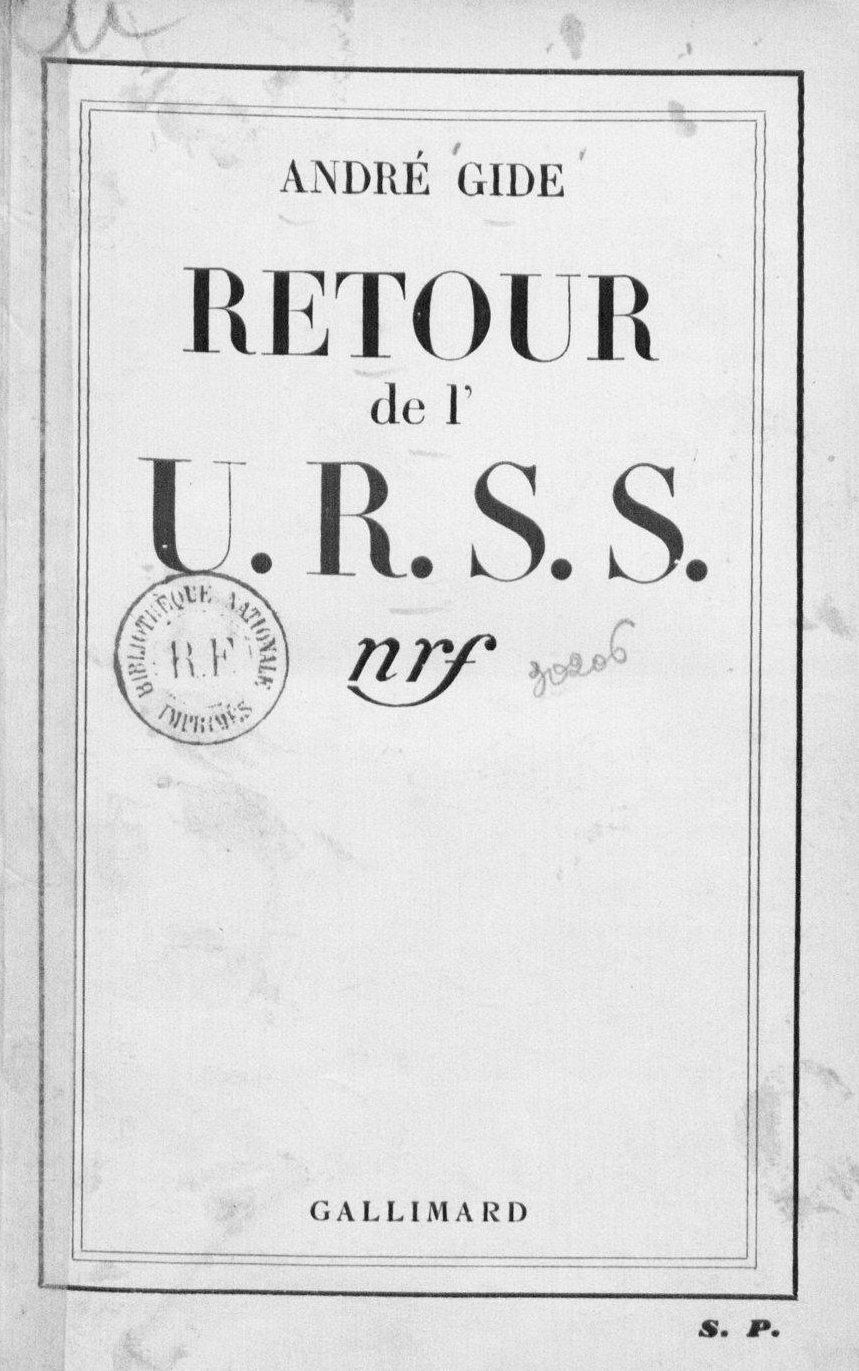 ANDRÉ GIDE
RETOUR
de l'
U. R. S. S.
BIBLIOTHÈQUE NATIONALE
R.F
IMPRIMÉS
nrf
30206
GALLIMARD
S. P.